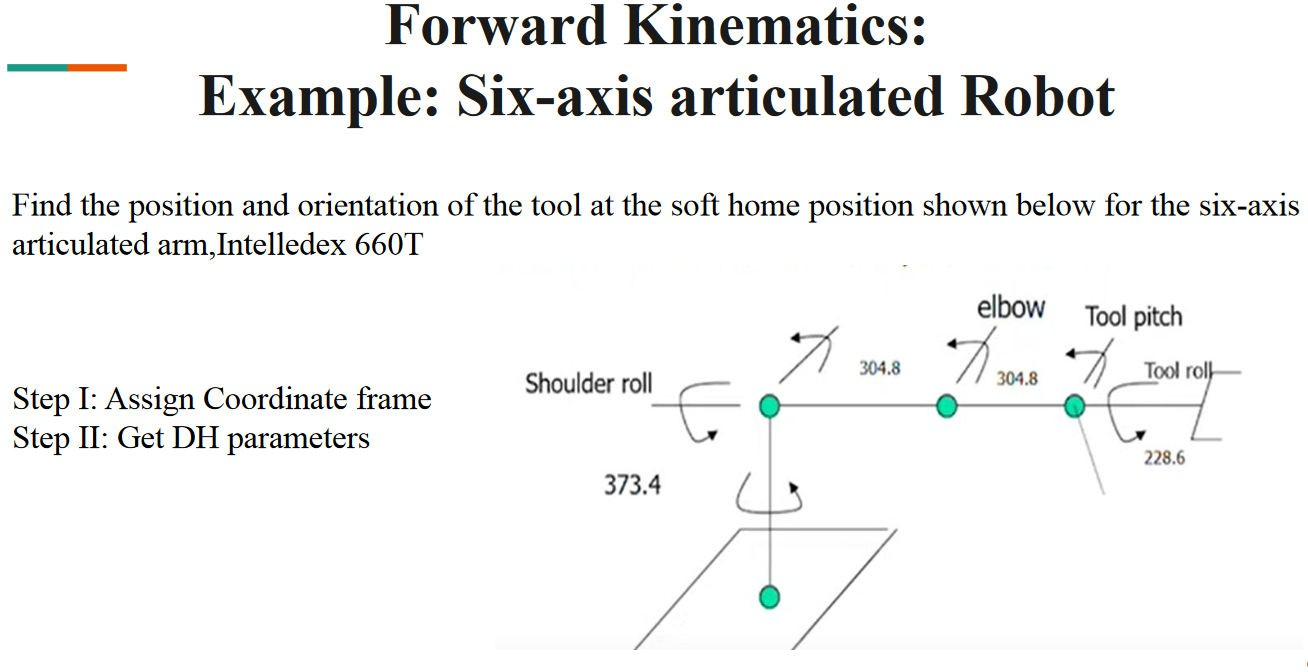 Forward Kinematics:
Example: Six-axis articulated Robot
Find the position and orientation of the tool at the soft home position shown below for the six-axis
articulated arm,Intelledex 660T
Step I: Assign Coordinate frame
Step II: Get DH parameters
elbow
Tool pitch
304.8
304.8
Tool roll
Shoulder roll
228.6
373.4